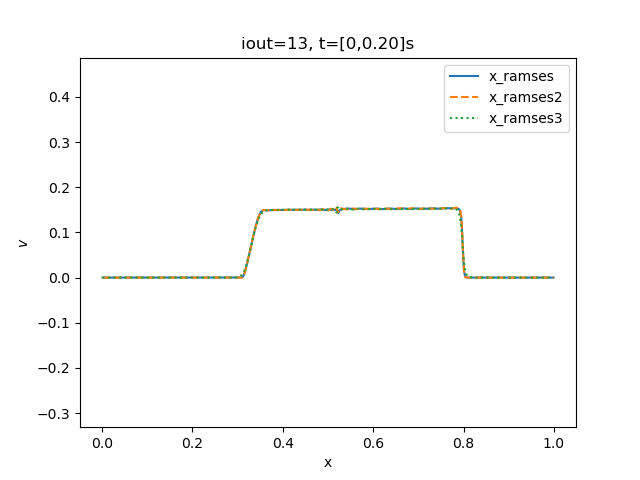 iout=13, t=[0,0.20]s
x_ramses
x_ramses2
x_ramses3
0.4
0.3
0.2
0.1
0.0
−0.1
−0.2
−0.3
v
0.0 0.2 0.4 0.6 0.8 1.0
x